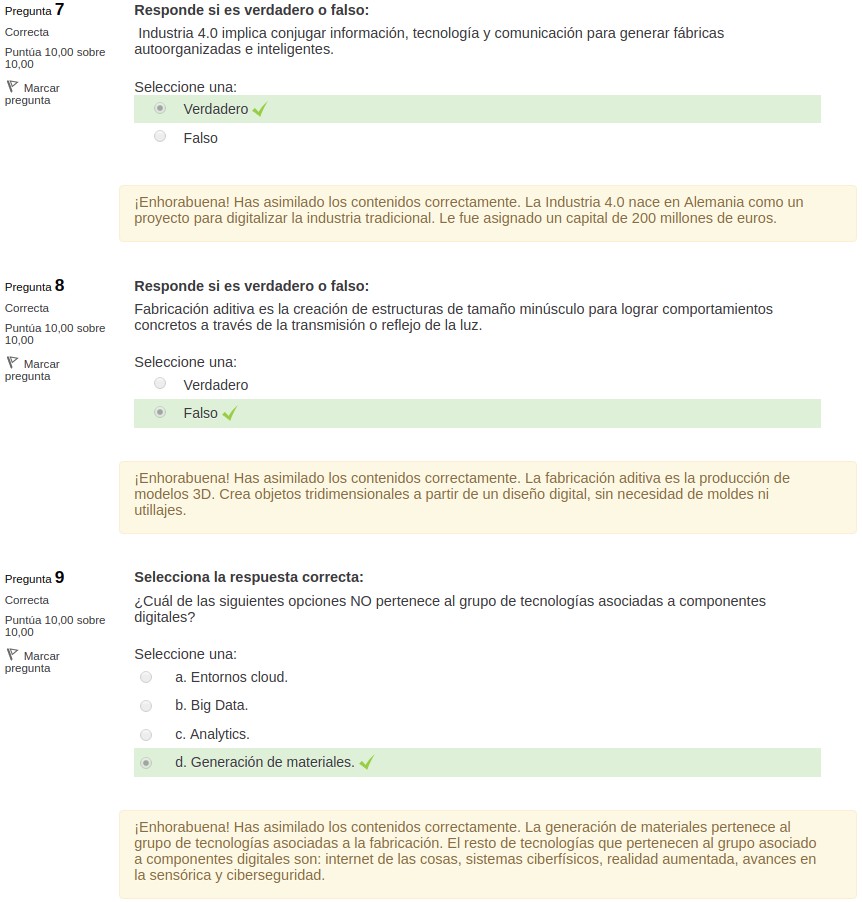 Pregunta 7
Correcta
Puntúa 10,00 sobre
10,00
Marcar
pregunta
Responde si es verdadero o falso:
Industria 4.0 implica conjugar información, tecnología y comunicación para generar fábricas
autoorganizadas e inteligentes.
Seleccione una:
Verdadero
Falso
¡Enhorabuena! Has asimilado los contenidos correctamente. La Industria 4.0 nace en Alemania como un
proyecto para digitalizar la industria tradicional. Le fue asignado un capital de 200 millones de euros.
Pregunta 8
Correcta
Puntúa 10,00 sobre
10,00
Marcar
pregunta
Responde si es verdadero o falso:
Fabricación aditiva es la creación de estructuras de tamaño minúsculo para lograr comportamientos
concretos a través de la transmisión o reflejo de la luz.
Seleccione una:
Verdadero
Falso
¡Enhorabuena! Has asimilado los contenidos correctamente. La fabricación aditiva es la producción de
modelos 3D. Crea objetos tridimensionales a partir de un diseño digital, sin necesidad de moldes ni
utillajes.
Pregunta 9
Correcta
Puntúa 10,00 sobre
10,00
Marcar
pregunta
Selecciona la respuesta correcta:
¿Cuál de las siguientes opciones NO pertenece al grupo de tecnologías asociadas a componentes
digitales?
Seleccione una:
a. Entornos cloud.
b. Big Data.
c. Analytics.
d. Generación de materiales.
¡Enhorabuena! Has asimilado los contenidos correctamente. La generación de materiales pertenece al
grupo de tecnologías asociadas a la fabricación. El resto de tecnologías que pertenecen al grupo asociado
a componentes digitales son: internet de las cosas, sistemas ciberfísicos, realidad aumentada, avances en
la sensórica y ciberseguridad.